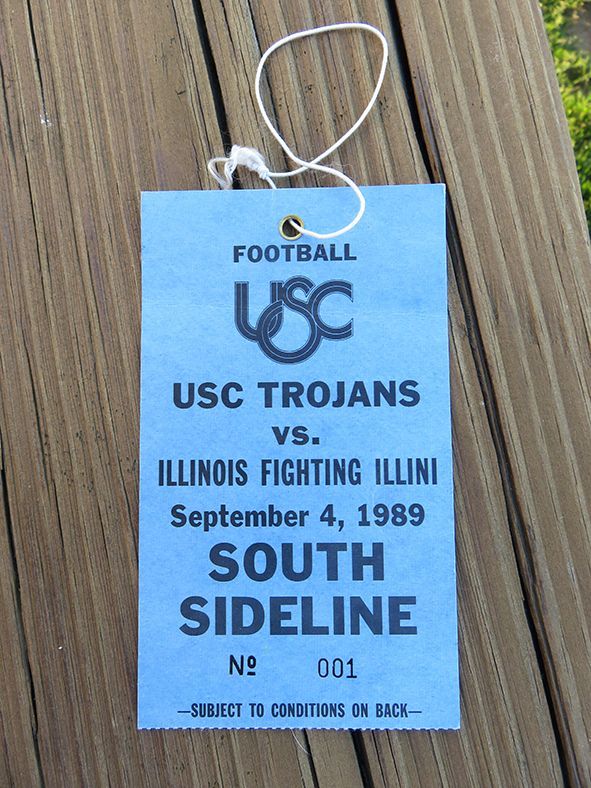 FOOTBALL
USC
USC TROJANS
vs.
ILLINOIS FIGHTING ILLINI
September 4, 1989
SOUTH
SIDELINE
Nº 001
—SUBJECT TO CONDITIONS ON BACK—